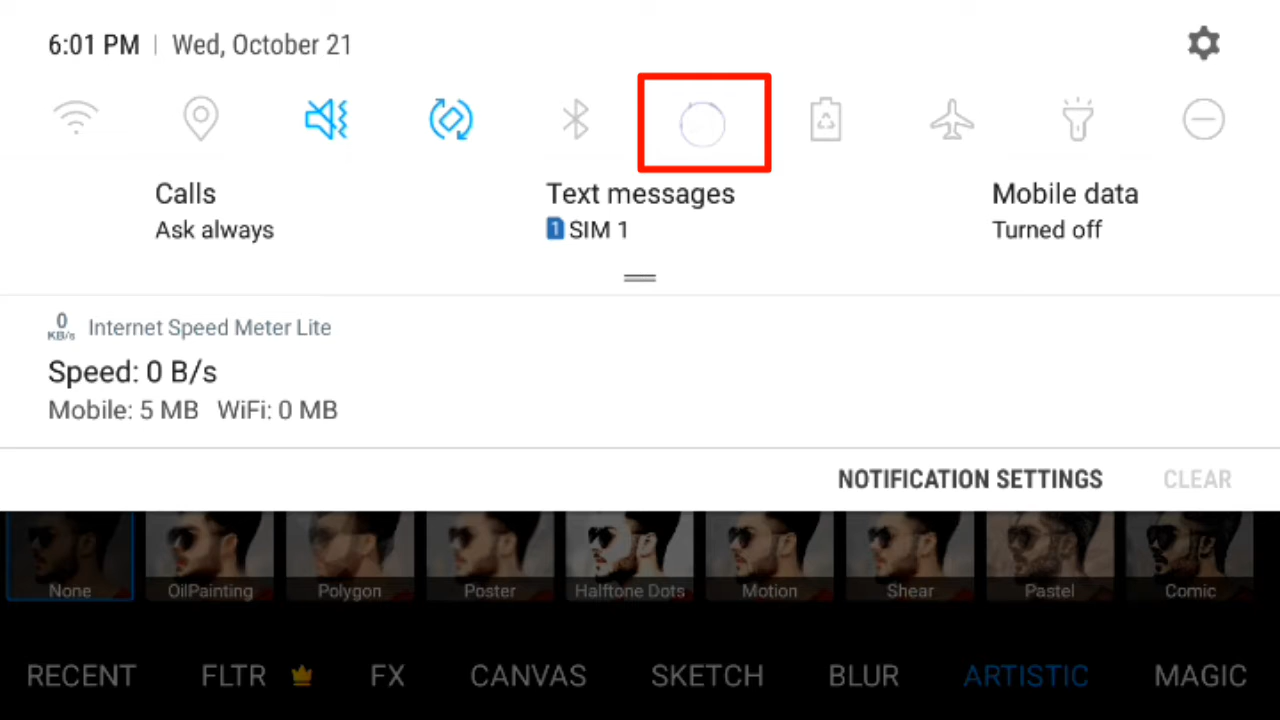 6:01 PM | Wed, October 21
Calls
Ask always
Text messages
1 SIM 1
Mobile data
Turned off
0 KB/s Internet Speed Meter Lite
Speed: 0 B/s
Mobile: 5 MB WiFi: 0 MB
NOTIFICATION SETTINGS CLEAR
None OilPainting Polygon Poster Halftone Dots Motion Shear Pastel Comic
RECENT FLTR FX CANVAS SKETCH BLUR ARTISTIC MAGIC